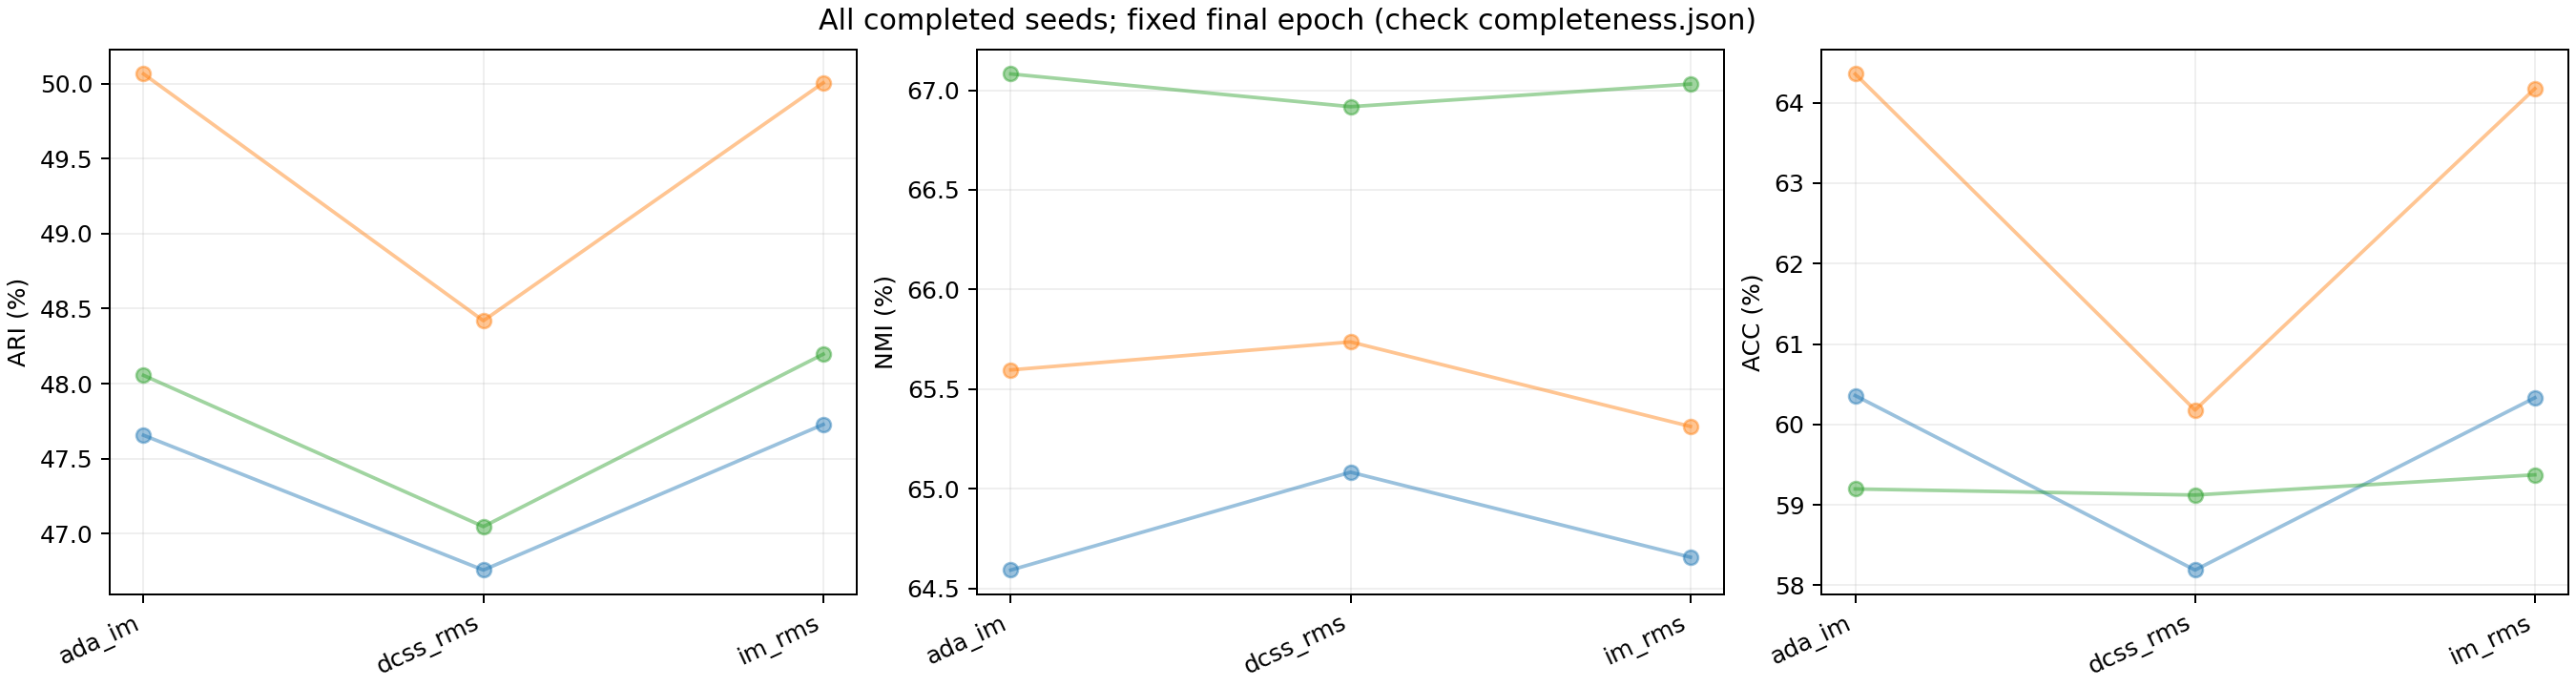 All completed seeds; fixed final epoch (check completeness.json)
ARI (%)
50.0
49.5
49.0
48.5
48.0
47.5
47.0
ada_im
dcss_rms
im_rms
NMI (%)
67.0
66.5
66.0
65.5
65.0
64.5
ada_im
dcss_rms
im_rms
ACC (%)
64
63
62
61
60
59
58
ada_im
dcss_rms
im_rms